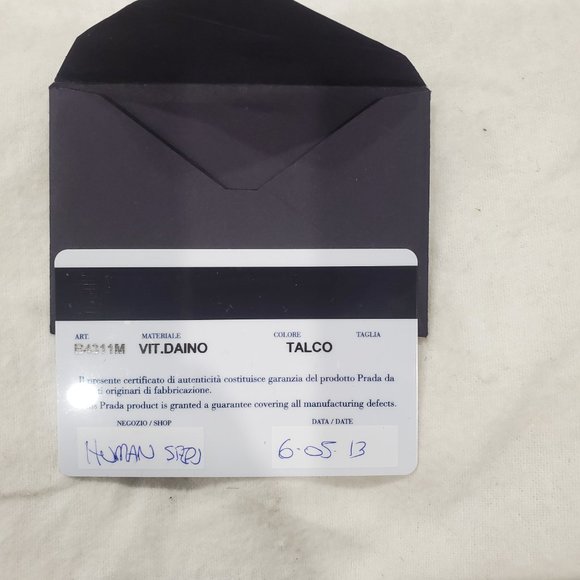 ART. MATERIALE COLORE TAGLIA
VIT.DAINO TALCO
presente certificato di autenticità costituisce garanzia del prodotto Prada da
originari di fabbricazione.
Prada product is granted a guarantee covering all manufacturing defects.
NEGOZIO / SHOP DATA / DATE
HUMAN 6-05-13